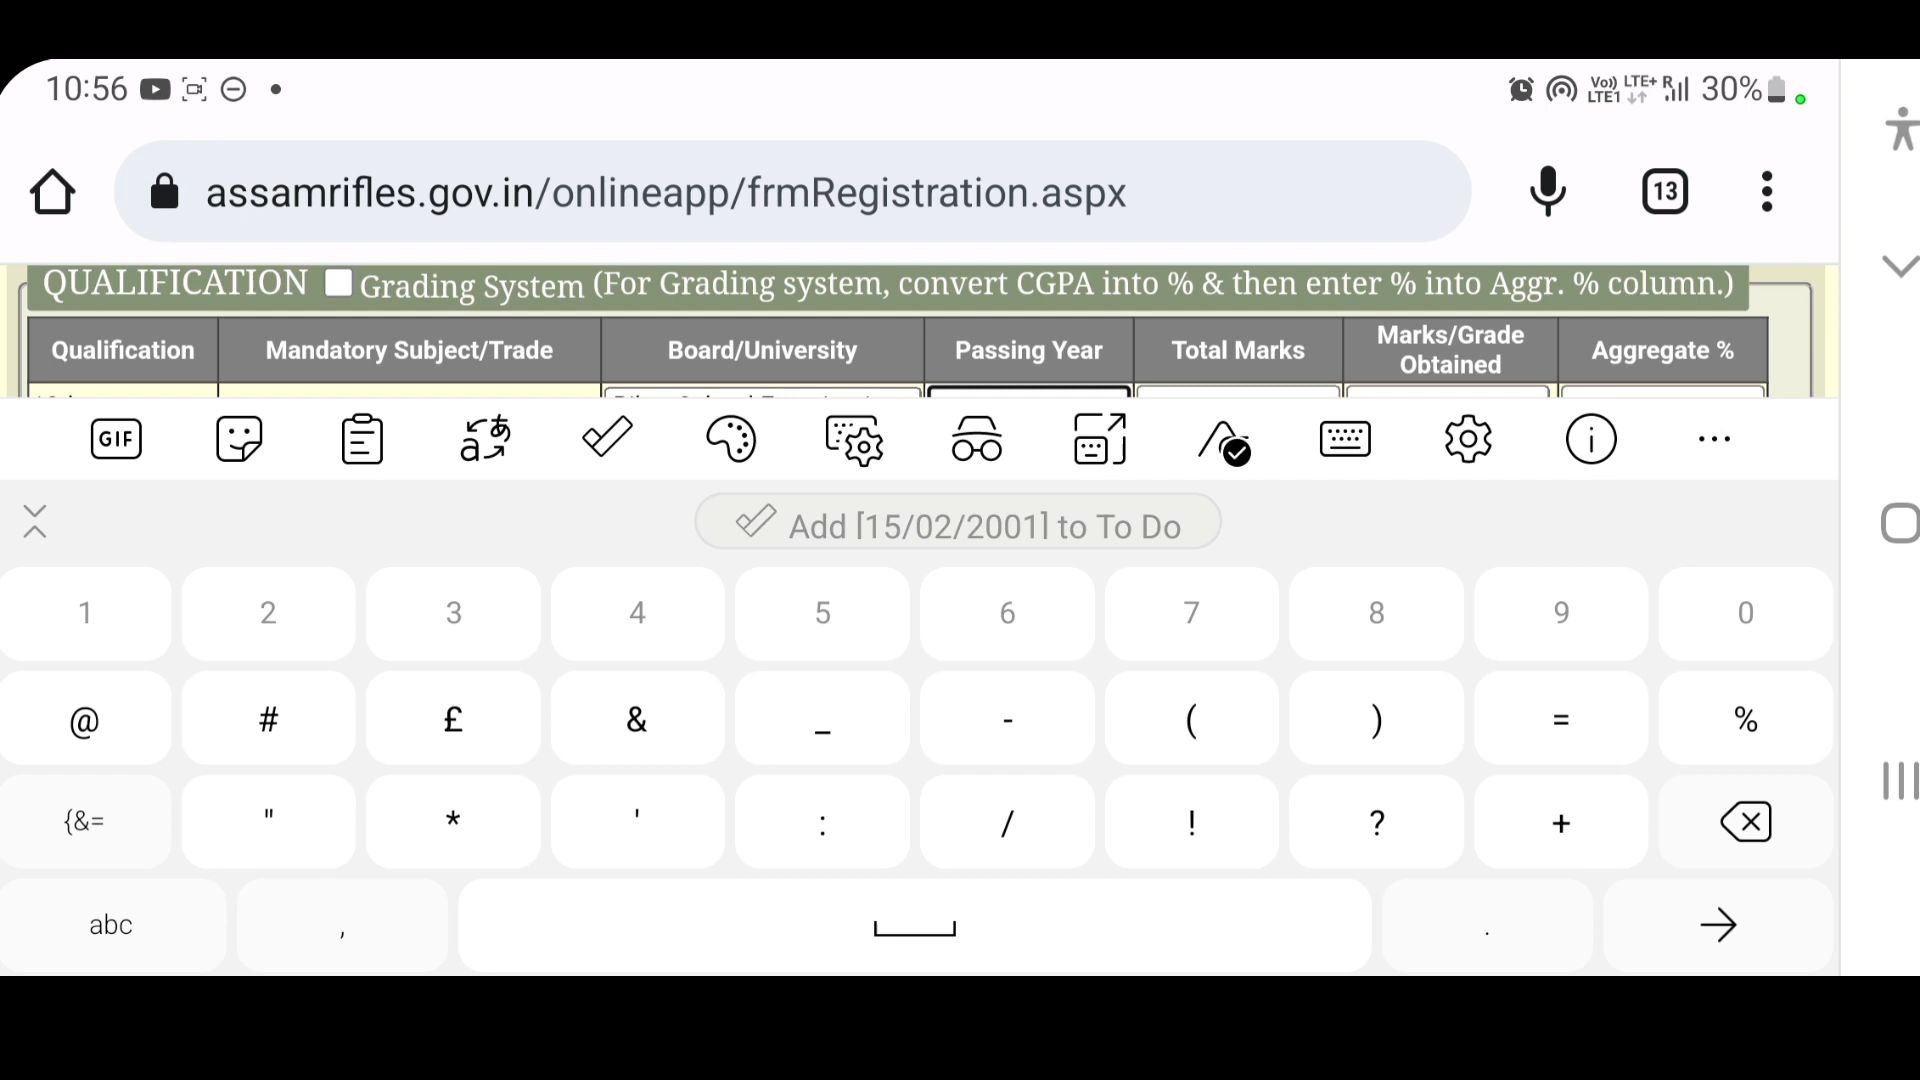 10:56
Vo)) LTE+ R
LTE1
30%
assamrifles.gov.in/onlineapp/frmRegistration.aspx
13
QUALIFICATION Grading System (For Grading system, convert CGPA into % & then enter % into Aggr. % column.)
Qualification Mandatory Subject/Trade Board/University Passing Year Total Marks Marks/Grade Obtained Aggregate %
GIF
Add [15/02/2001] to To Do
1 2 3 4 5 6 7 8 9 0
@ # £ & _ - ( ) = %
{&= " * ' : / ! ? +
abc , .